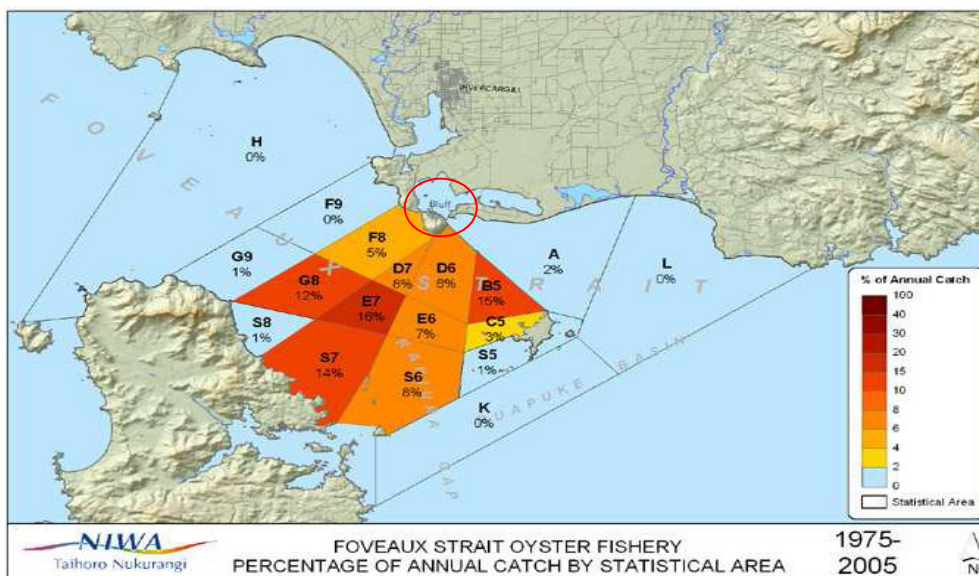 FOVEAUX
STRAIT
INVERCARGILL
Bluff
H
0%
F9
0%
F8
5%
G9
1%
G8
12%
D7
8%
D6
8%
B5
15%
A
2%
L
0%
E7
16%
E6
7%
C5
3%
S8
1%
S7
14%
S6
8%
S5
1%
K
0%
RUAPUKE BASIN
GAP
% of Annual Catch
100
40
30
20
15
10
8
6
4
2
0
Statistical Area
NIWA
Taihoro Nukurangi
FOVEAUX STRAIT OYSTER FISHERY
PERCENTAGE OF ANNUAL CATCH BY STATISTICAL AREA
1975-
2005
N